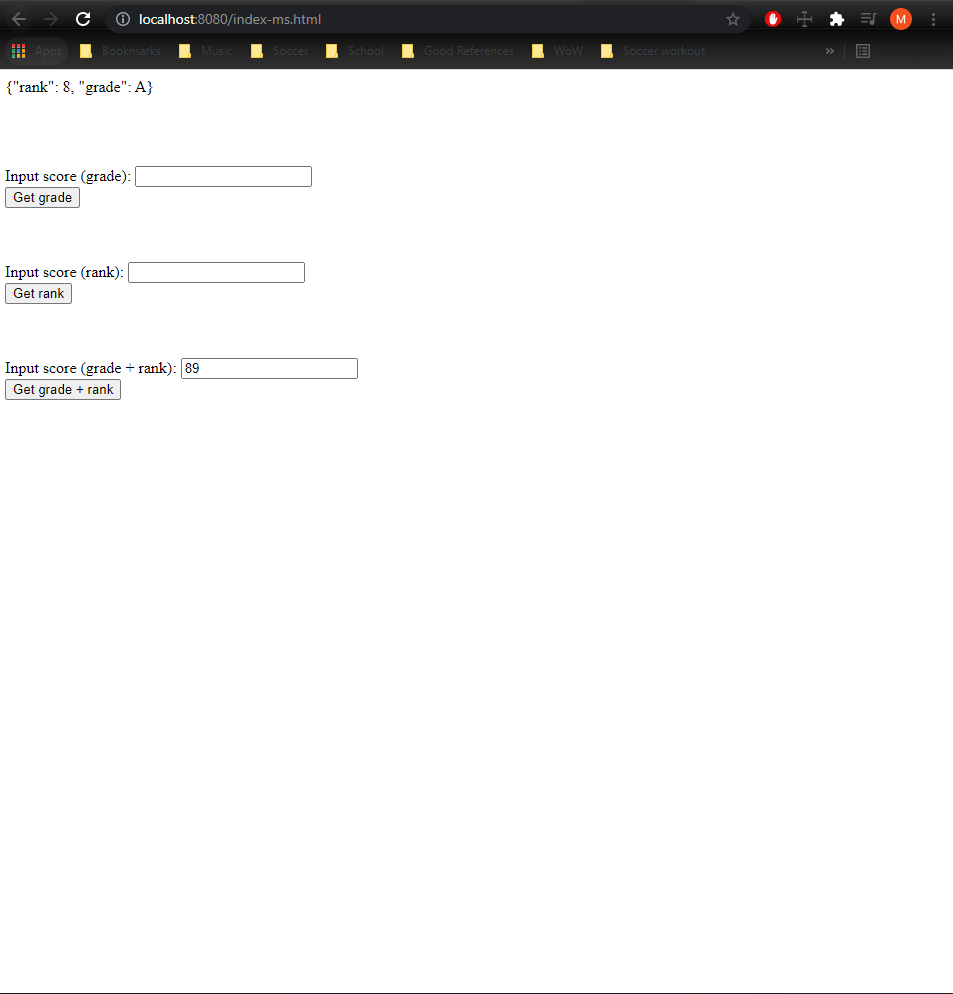 localhost:8080/index-ms.html
M
Apps Bookmarks Music Soccer School Good References WoW Soccer workout »
{"rank": 8, "grade": A}
Input score (grade):
Get grade
Input score (rank):
Get rank
Input score (grade + rank): 89
Get grade + rank